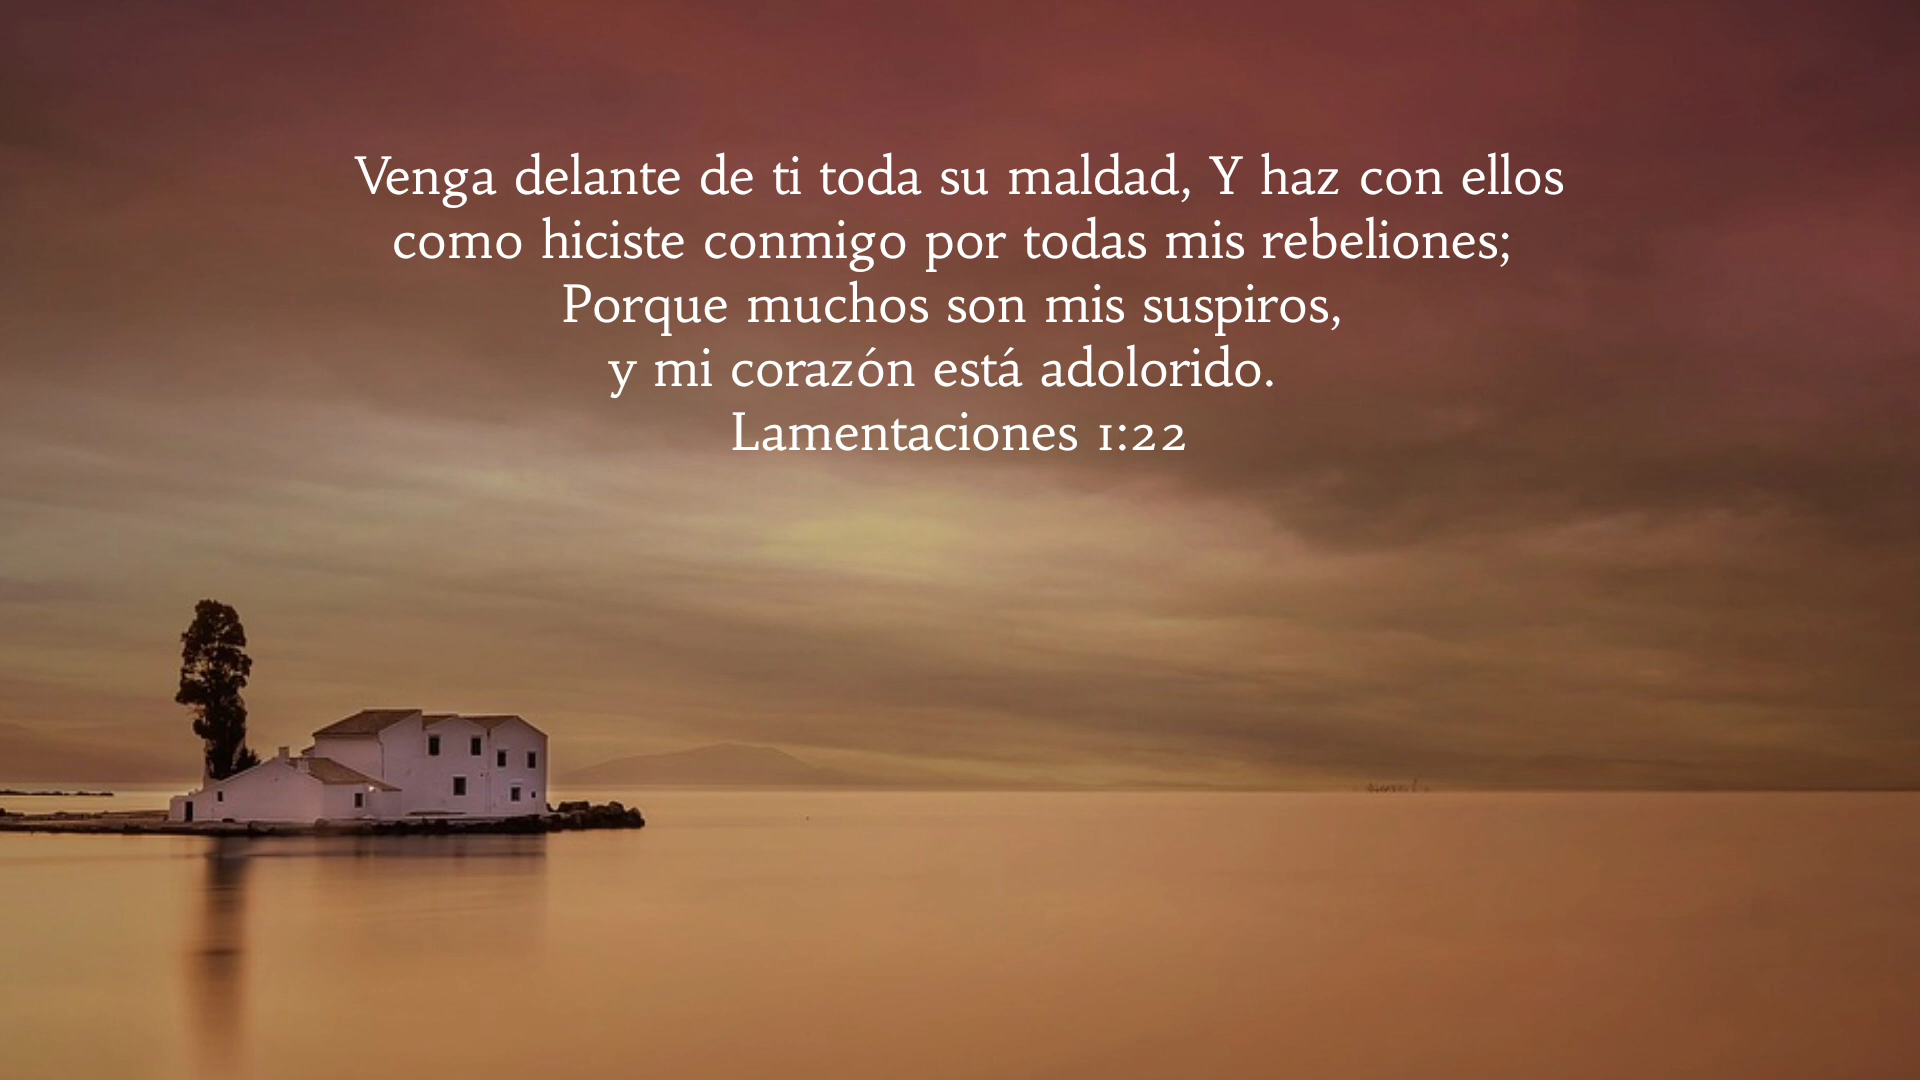 Venga delante de ti toda su maldad, Y haz con ellos
como hiciste conmigo por todas mis rebeliones;
Porque muchos son mis suspiros,
y mi corazón está adolorido.
Lamentaciones 1:22